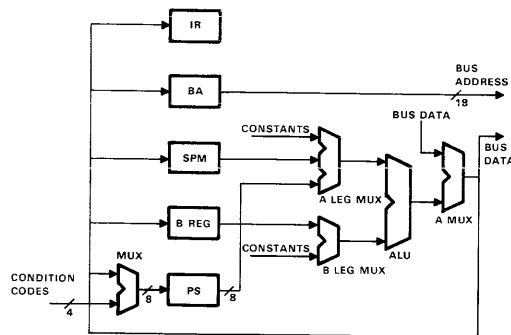 IR
BUS
ADDRESS
BA
18
BUS DATA
CONSTANTS
BUS
DATA
SPM
A LEG MUX
A MUX
B REG
MUX
CONSTANTS
ALU
B LEG MUX
CONDITION
CODES
8
PS
8
4